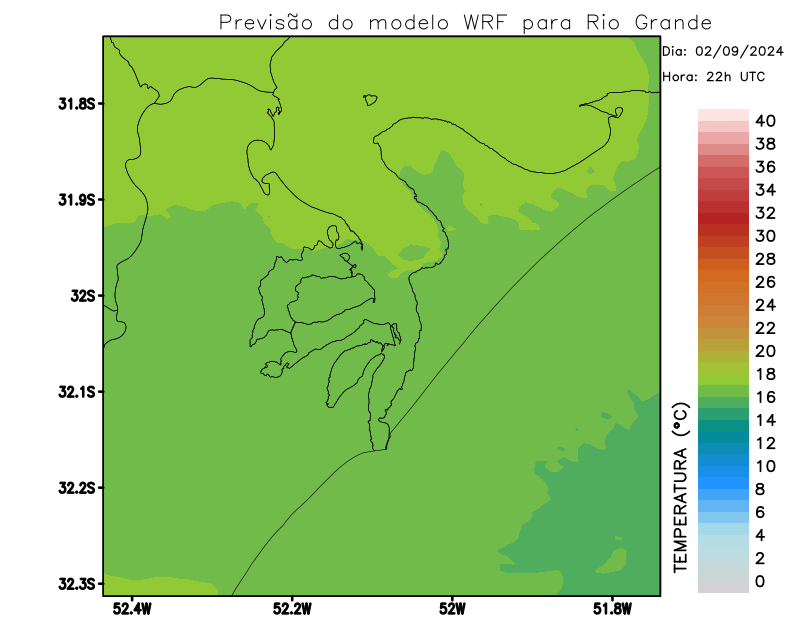 Previsão do modelo WRF para Rio Grande
Dia: 02/09/2024
Hora: 22h UTC
31.8S
31.9S
32S
32.1S
32.2S
32.3S
52.4W
52.2W
52W
51.8W
TEMPERATURA (°C)
40
38
36
34
32
30
28
26
24
22
20
18
16
14
12
10
8
6
4
2
0